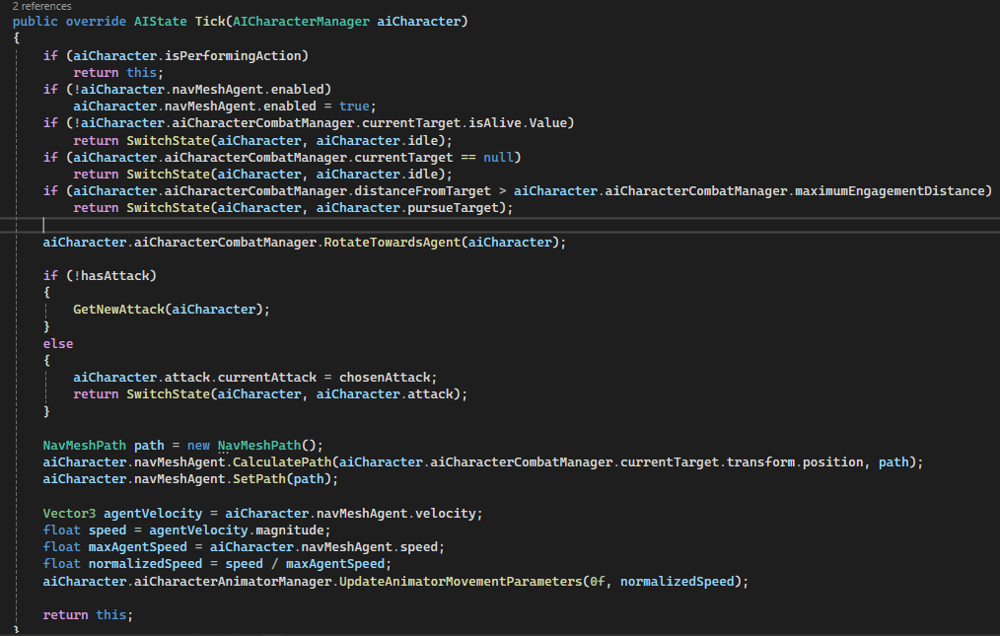 2 references
public override AIState Tick(AICharacterManager aiCharacter)
{
if (aiCharacter.isPerformingAction)
return this;
if (!aiCharacter.navMeshAgent.enabled)
aiCharacter.navMeshAgent.enabled = true;
if (!aiCharacter.aiCharacterCombatManager.currentTarget.isAlive.Value)
return SwitchState(aiCharacter, aiCharacter.idle);
if (aiCharacter.aiCharacterCombatManager.currentTarget == null)
return SwitchState(aiCharacter, aiCharacter.idle);
if (aiCharacter.aiCharacterCombatManager.distanceFromTarget > aiCharacter.aiCharacterCombatManager.maximumEngagementDistance)
return SwitchState(aiCharacter, aiCharacter.pursueTarget);
aiCharacter.aiCharacterCombatManager.RotateTowardsAgent(aiCharacter);
if (!hasAttack)
{
GetNewAttack(aiCharacter);
}
else
{
aiCharacter.attack.currentAttack = chosenAttack;
return SwitchState(aiCharacter, aiCharacter.attack);
}
NavMeshPath path = new NavMeshPath();
aiCharacter.navMeshAgent.CalculatePath(aiCharacter.aiCharacterCombatManager.currentTarget.transform.position, path);
aiCharacter.navMeshAgent.SetPath(path);
Vector3 agentVelocity = aiCharacter.navMeshAgent.velocity;
float speed = agentVelocity.magnitude;
float maxAgentSpeed = aiCharacter.navMeshAgent.speed;
float normalizedSpeed = speed / maxAgentSpeed;
aiCharacter.aiCharacterAnimatorManager.UpdateAnimatorMovementParameters(0f, normalizedSpeed);
return this;
}